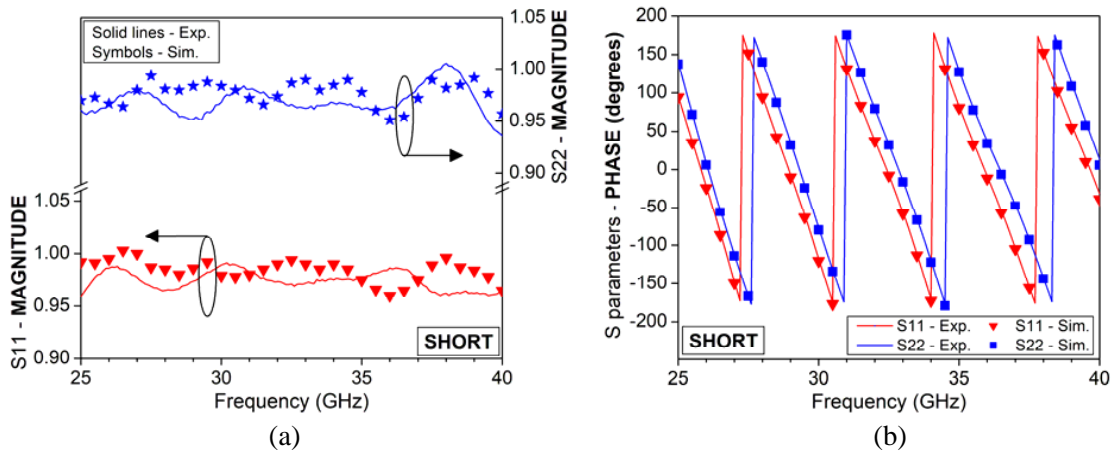 Solid lines - Exp.
Symbols - Sim.
1.05
1.00
0.95
0.90
S22 - MAGNITUDE
1.05
1.00
0.95
0.90
S11 - MAGNITUDE
SHORT
25
30
35
40
Frequency (GHz)
(a)
200
150
100
50
0
-50
-100
-150
-200
S parameters - PHASE (degrees)
SHORT
S11 - Exp.
S11 - Sim.
S22 - Exp.
S22 - Sim.
25
30
35
40
Frequency (GHz)
(b)